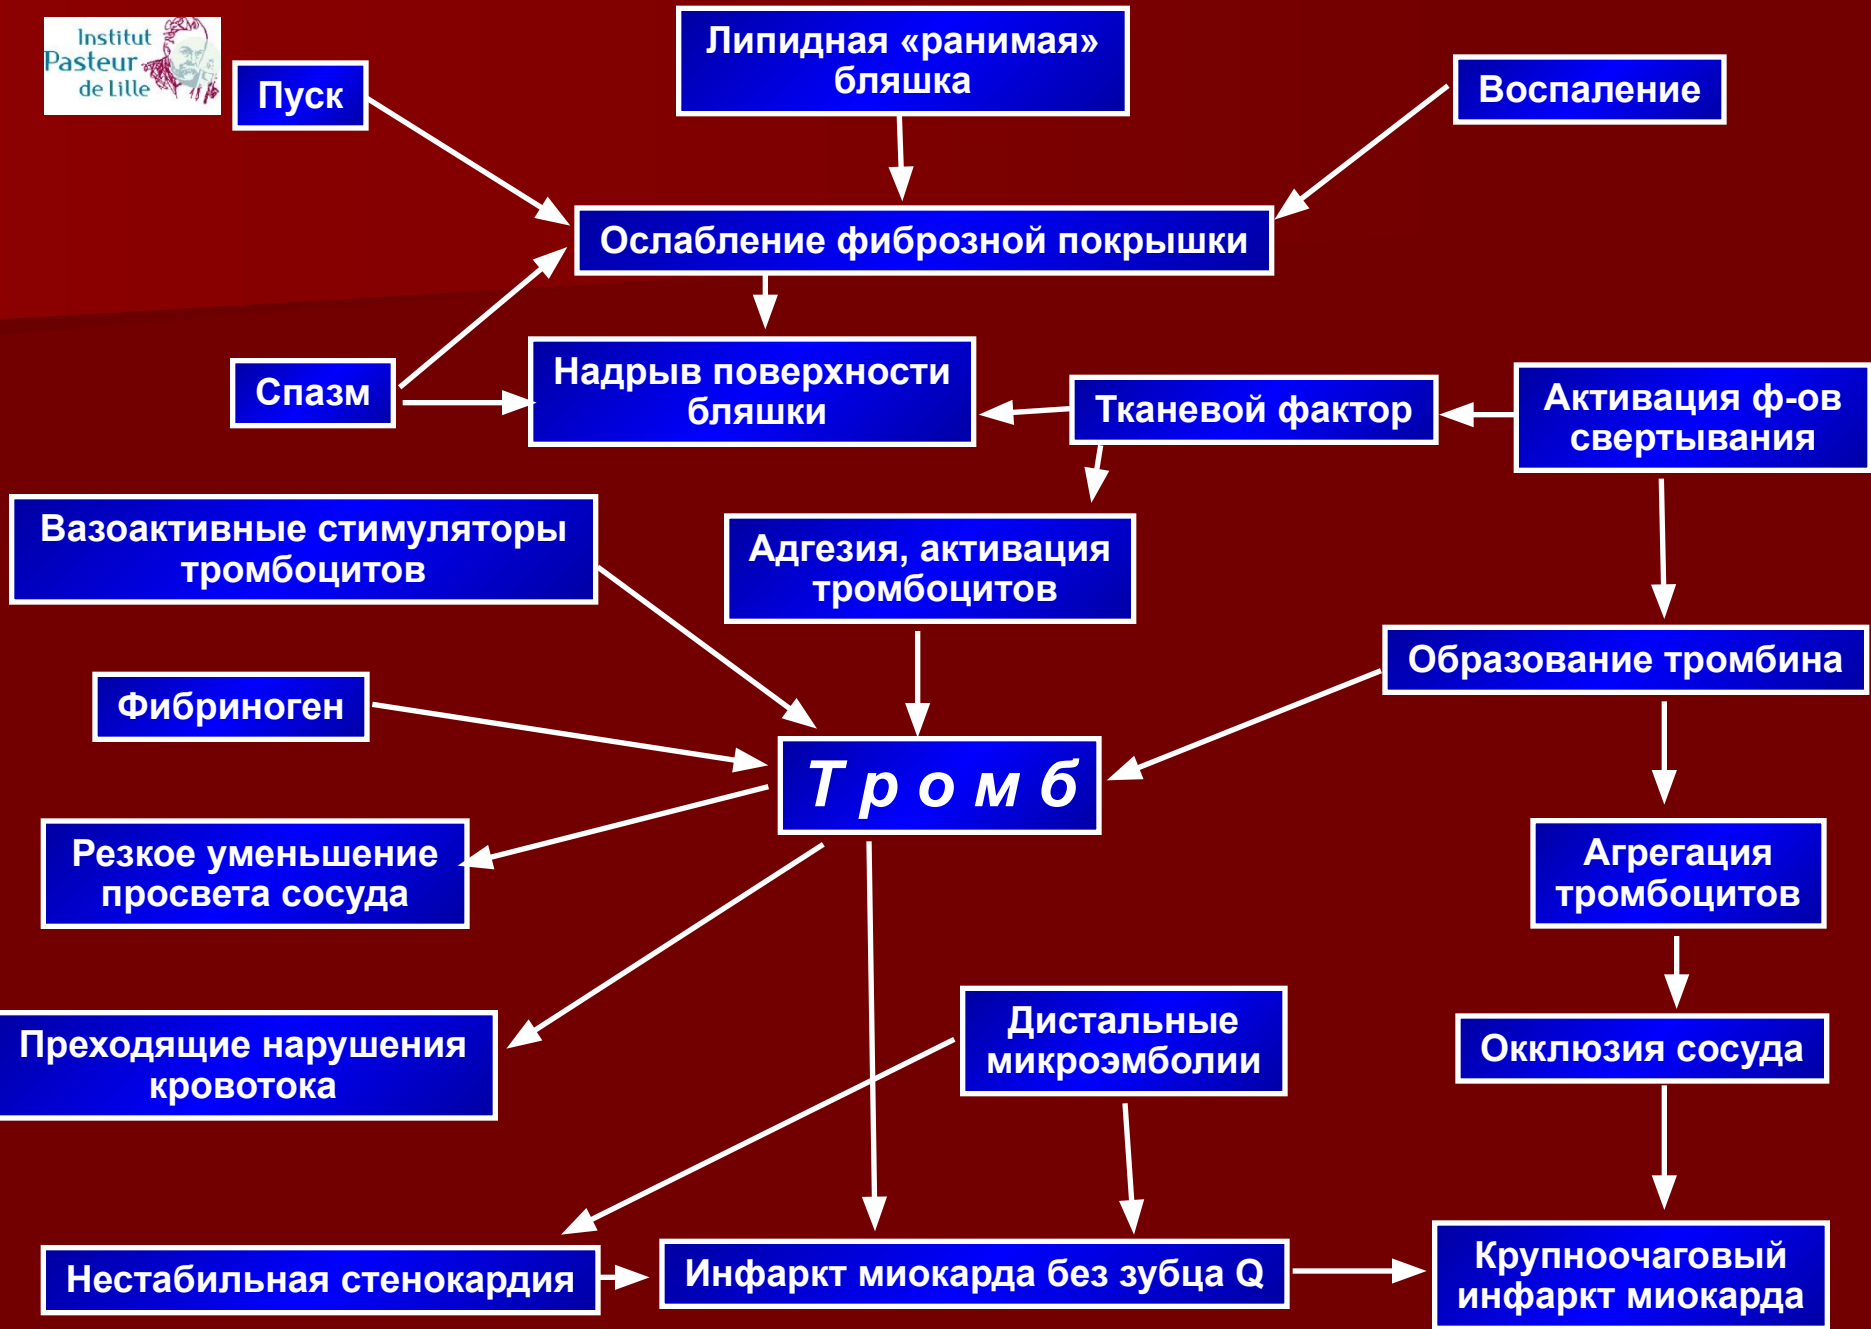 Institut
Pasteur
de Lille
Пуск
Липидная «ранимая»
бляшка
Воспаление
Ослабление фиброзной покрышки
Спазм
Надрыв поверхности
бляшки
Тканевой фактор
Активация ф-ов
свертывания
Вазоактивные стимуляторы
тромбоцитов
Адгезия, активация
тромбоцитов
Образование тромбина
Фибриноген
Т р о м б
Резкое уменьшение
просвета сосуда
Агрегация
тромбоцитов
Преходящие нарушения
кровотока
Дистальные
микроэмболии
Окклюзия сосуда
Нестабильная стенокардия
Инфаркт миокарда без зубца Q
Крупноочаговый
инфаркт миокарда